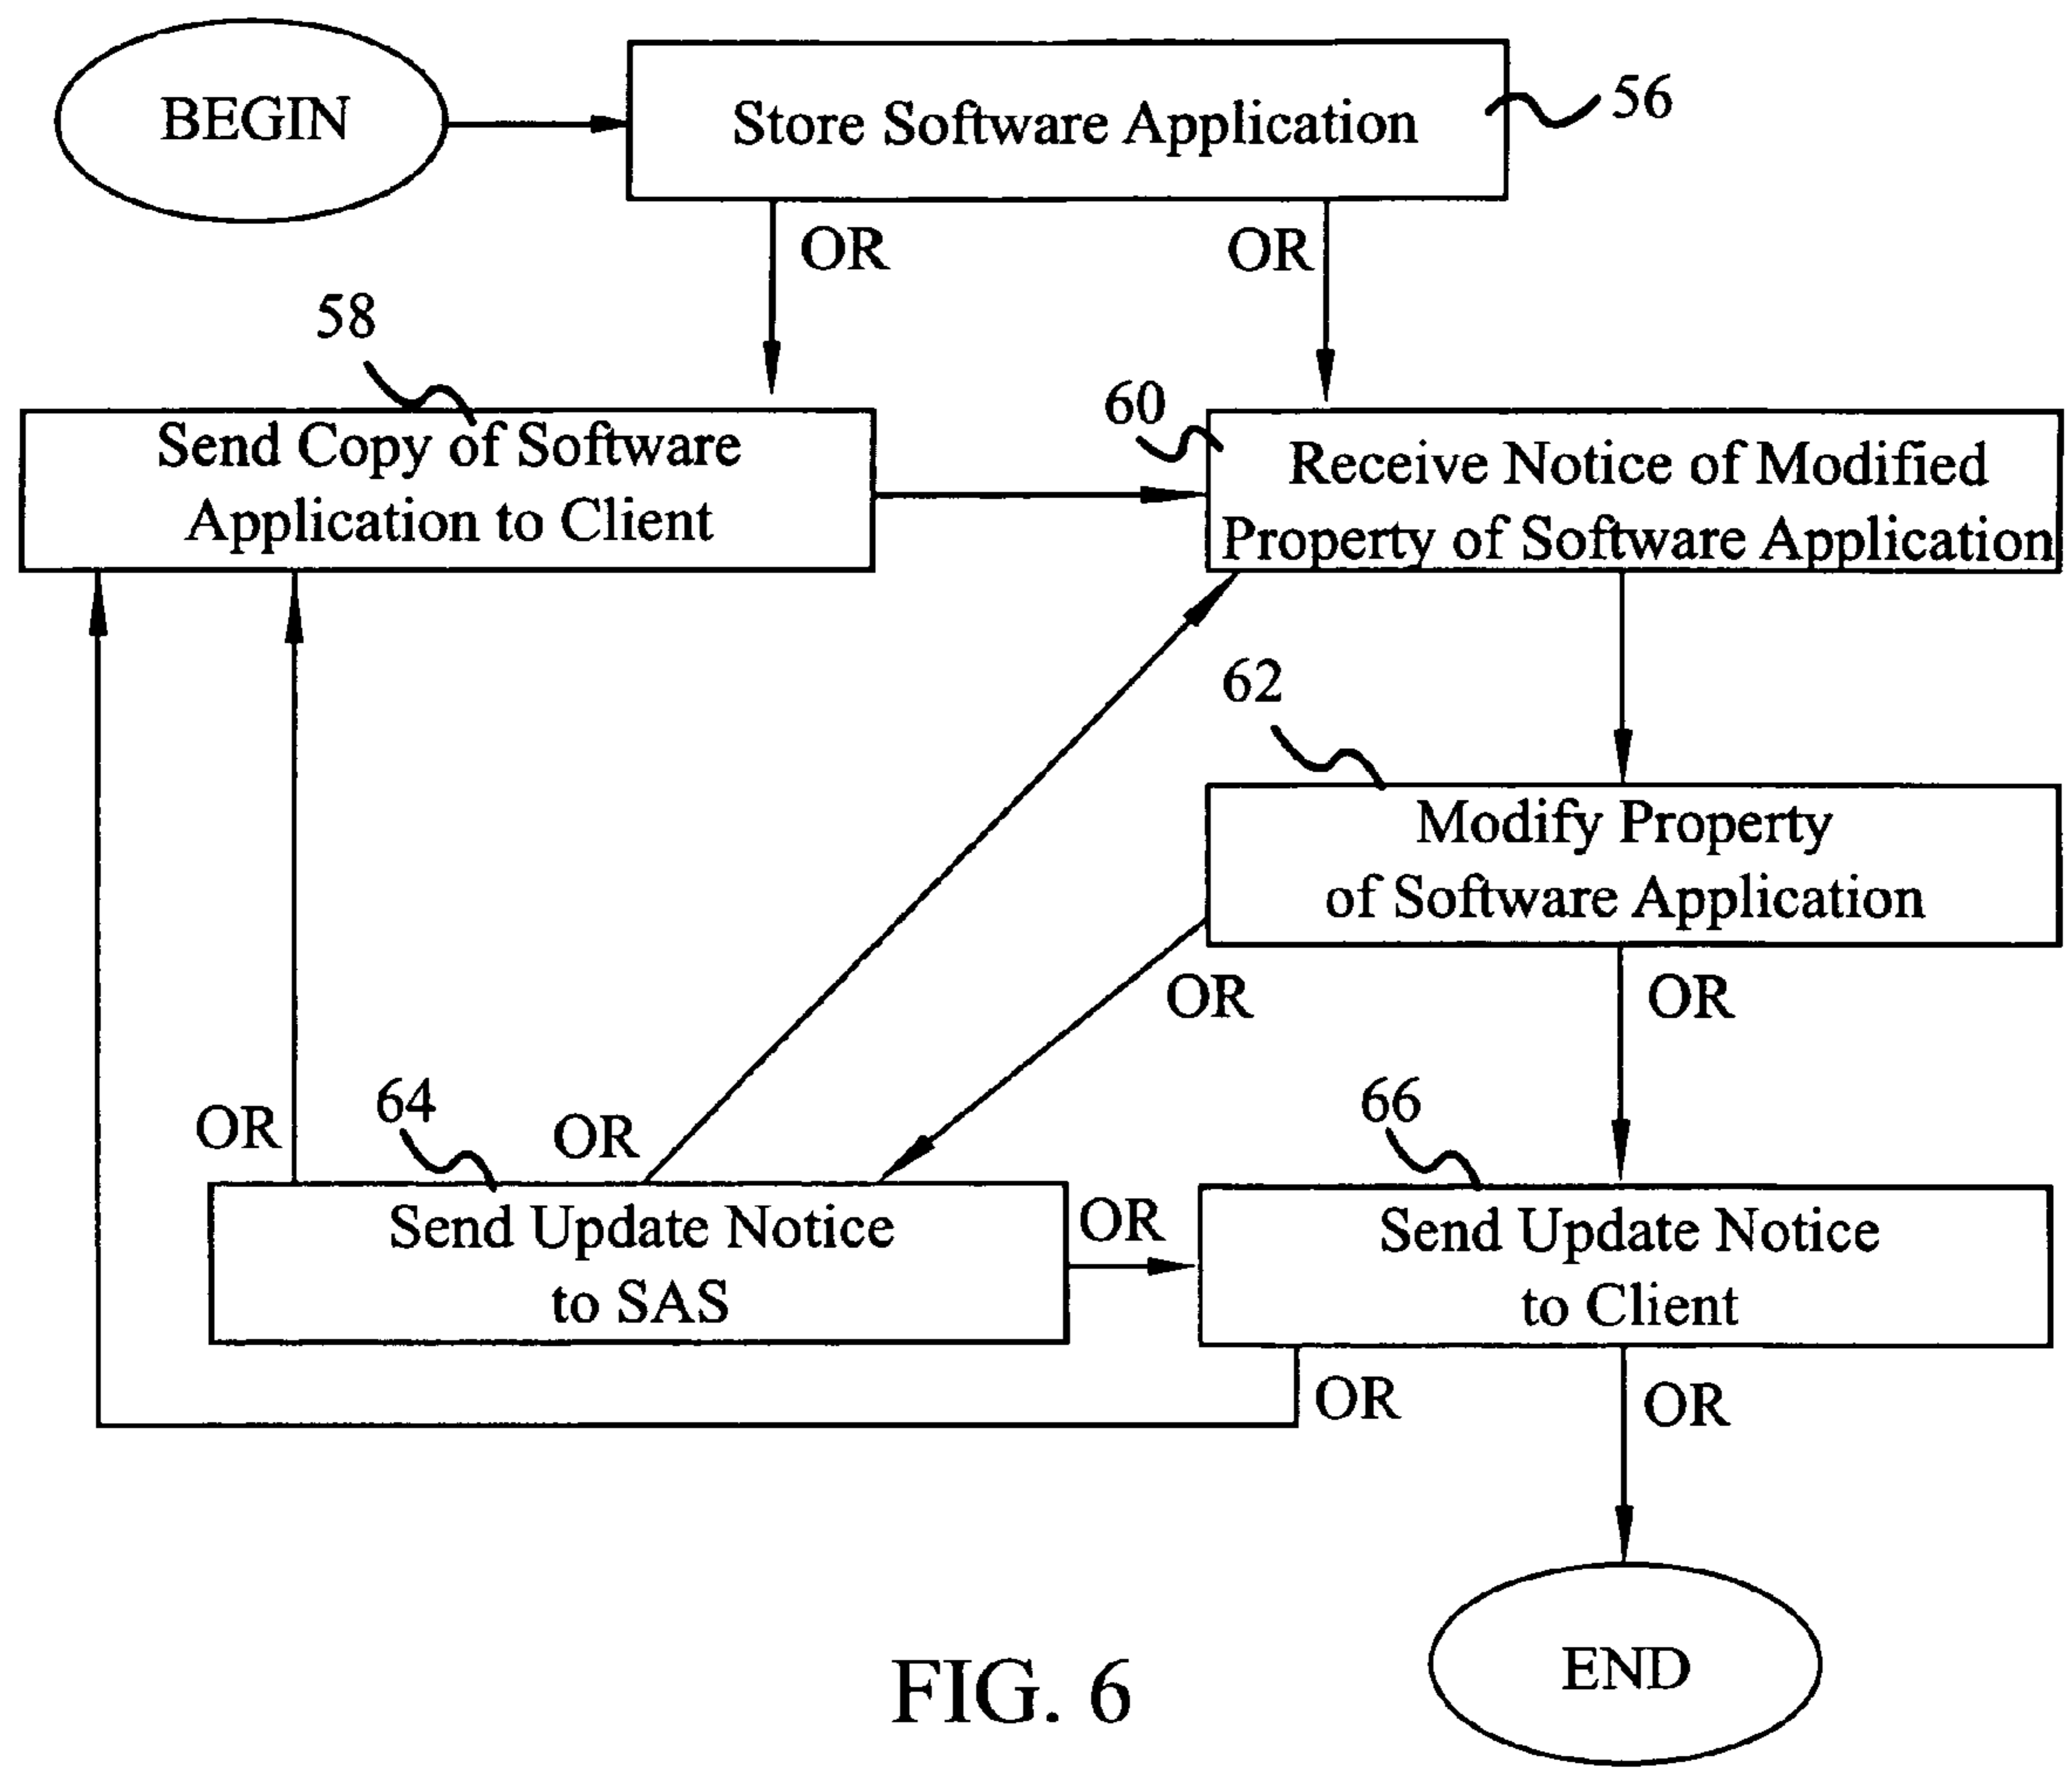 BEGIN
Store Software Application
56
OR
OR
58
Send Copy of Software
Application to Client
60
Receive Notice of Modified
Property of Software Application
62
Modify Property
of Software Application
OR
OR
OR
64
OR
66
Send Update Notice
to SAS
OR
Send Update Notice
to Client
OR
OR
END
FIG. 6